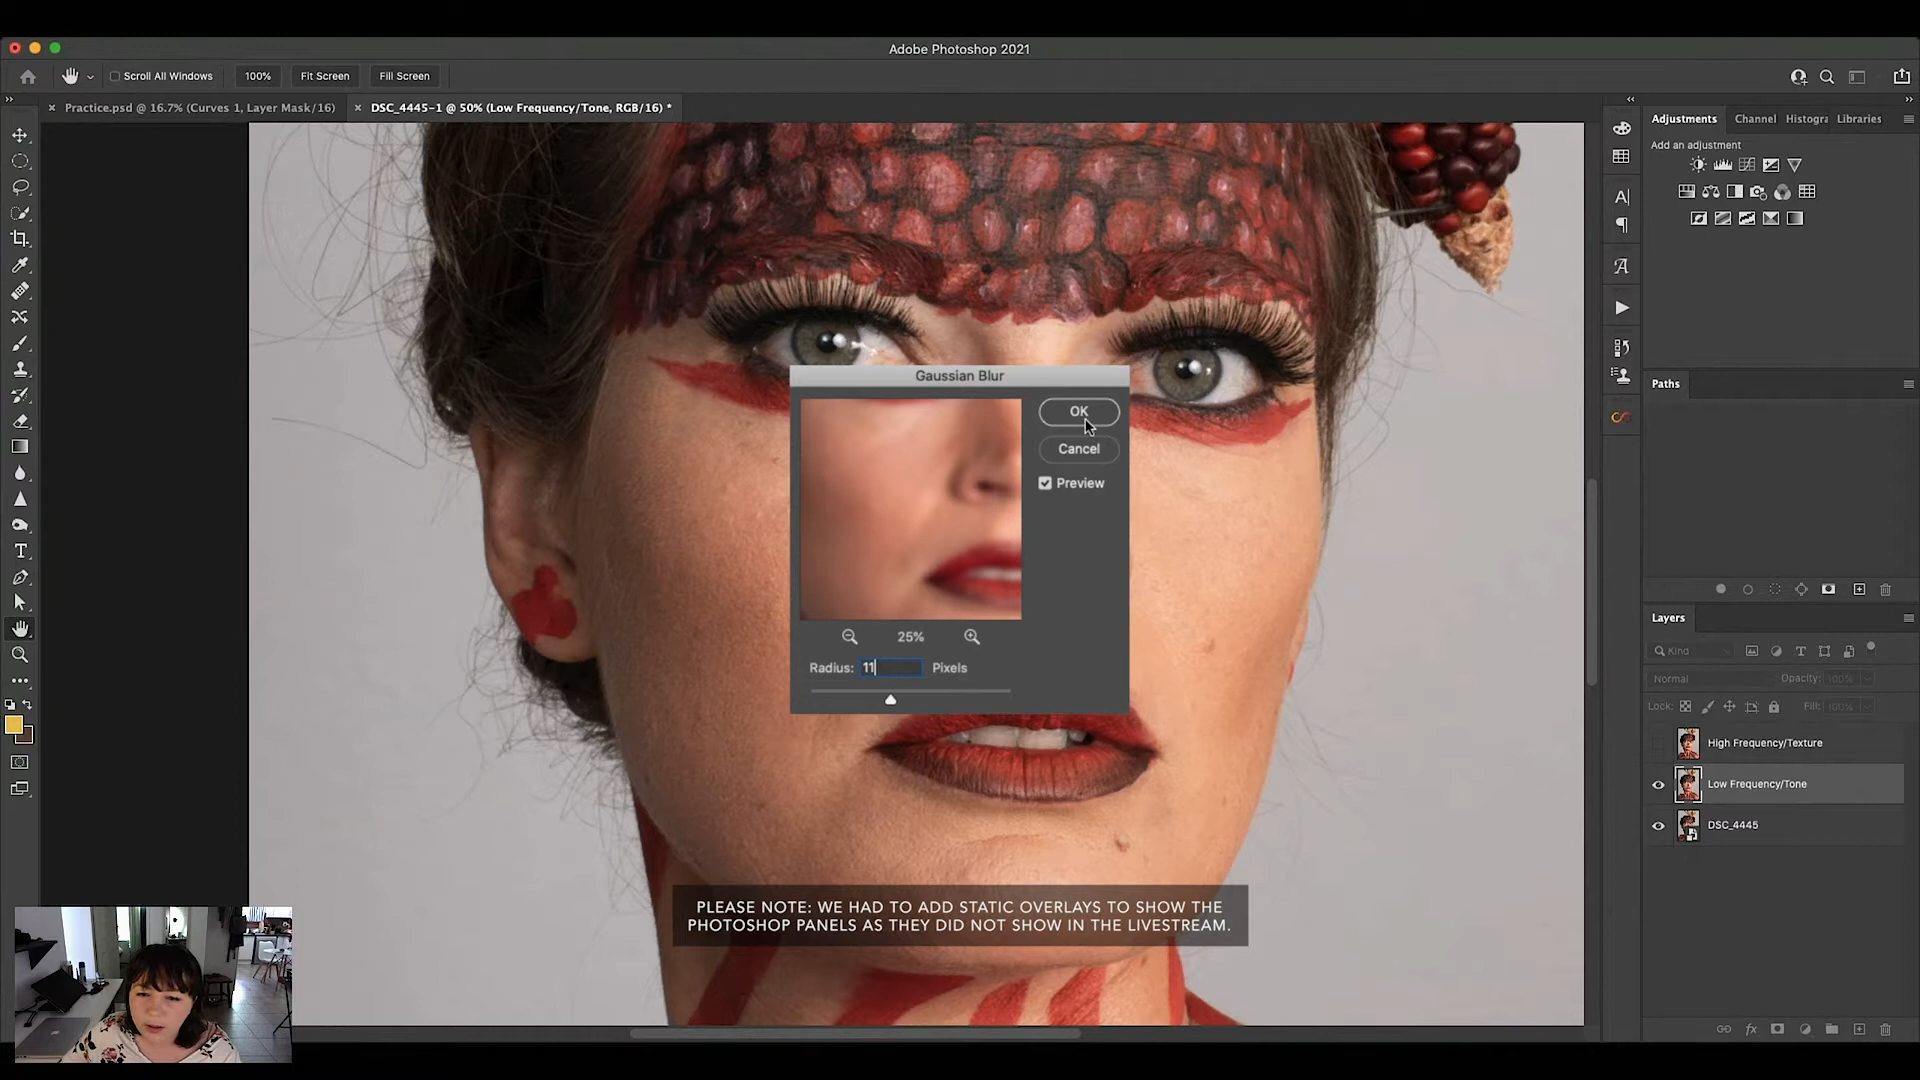 Adobe Photoshop 2021
Scroll All Windows 100% Fit Screen Fill Screen
Practice.psd @ 16.7% (Curves 1, Layer Mask/16)
DSC_4445-1 @ 50% (Low Frequency/Tone, RGB/16) *
Adjustments Channel Histogra Libraries
Add an adjustment
Paths
Gaussian Blur
OK
Cancel
Preview
25%
Radius: 11 Pixels
Layers
Kind
Normal Opacity: 100%
Lock: Fill: 100%
High Frequency/Texture
Low Frequency/Tone
DSC_4445
PLEASE NOTE: WE HAD TO ADD STATIC OVERLAYS TO SHOW THE
PHOTOSHOP PANELS AS THEY DID NOT SHOW IN THE LIVESTREAM.